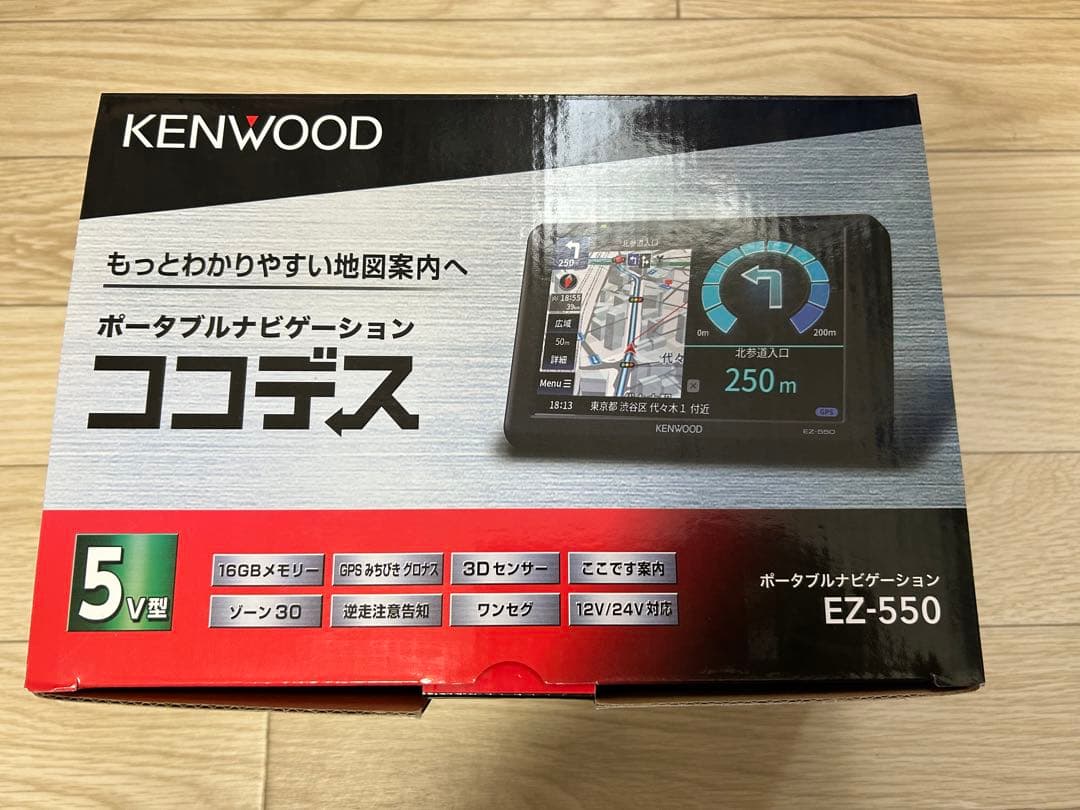 KENWOOD
もっとわかりやすい地図案内へ
ポータブルナビゲーション
ココデス
北参道入口
250
18:55
広域
50m
詳細
Menu
18:13 東京都 渋谷区 代々木1 付近
代々
0m 200m
北参道入口
250m
GPS
KENWOOD EZ-550
5V型
16GBメモリー GPSみちびきグロナス 3Dセンサー ここです案内
ゾーン30 逆走注意告知 ワンセグ 12V/24V対応
ポータブルナビゲーション
EZ-550